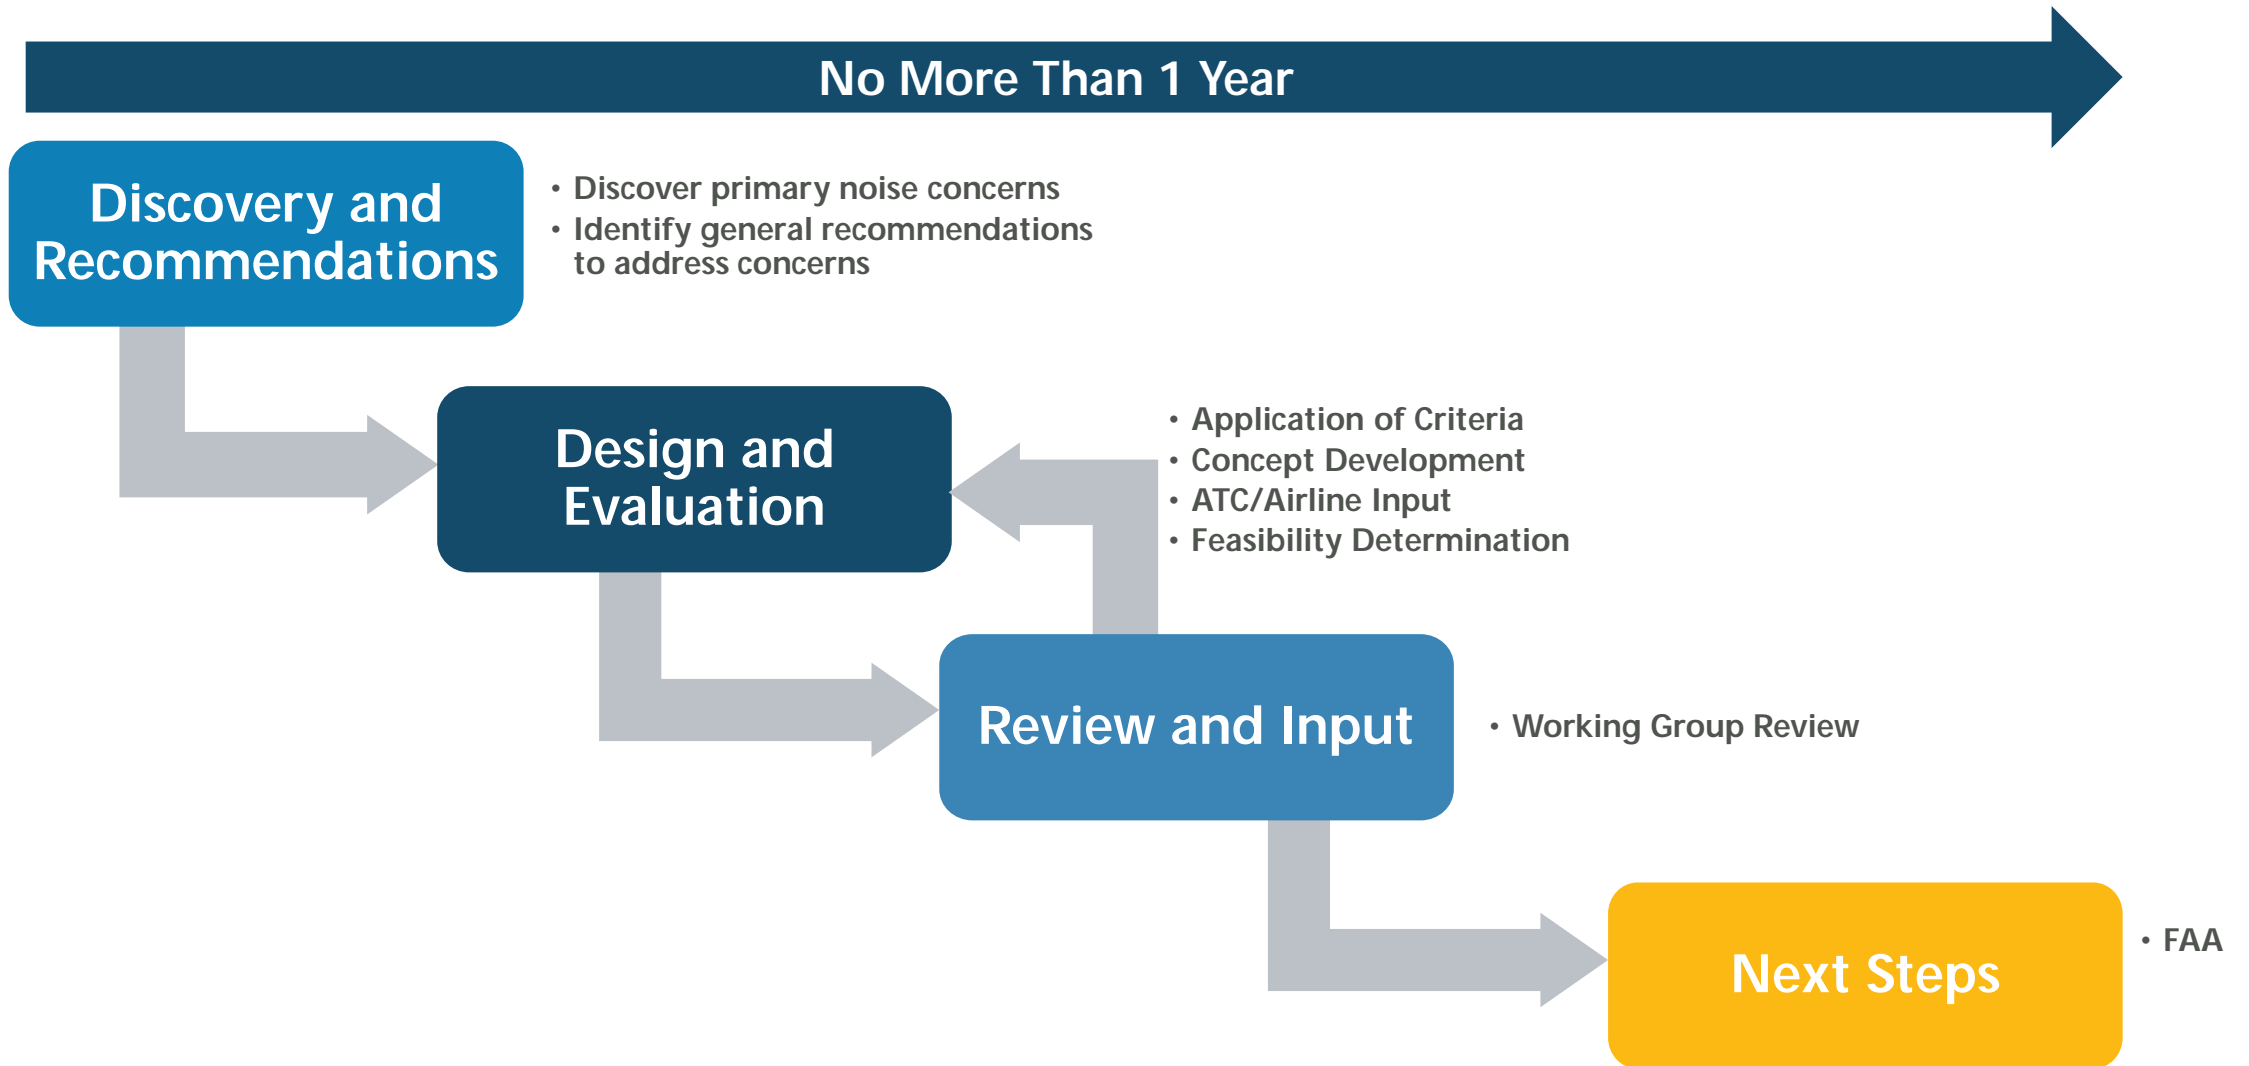 No More Than 1 Year
Discovery and
Recommendations
• Discover primary noise concerns
• Identify general recommendations
to address concerns
Design and
Evaluation
• Application of Criteria
• Concept Development
• ATC/Airline Input
• Feasibility Determination
Review and Input
• Working Group Review
Next Steps
• FAA